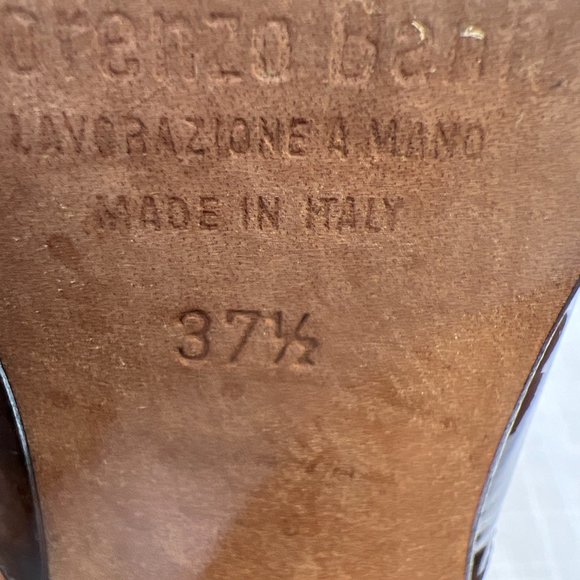 orenzo Ban
LAVORAZIONE A MANO
MADE IN ITALY
37½